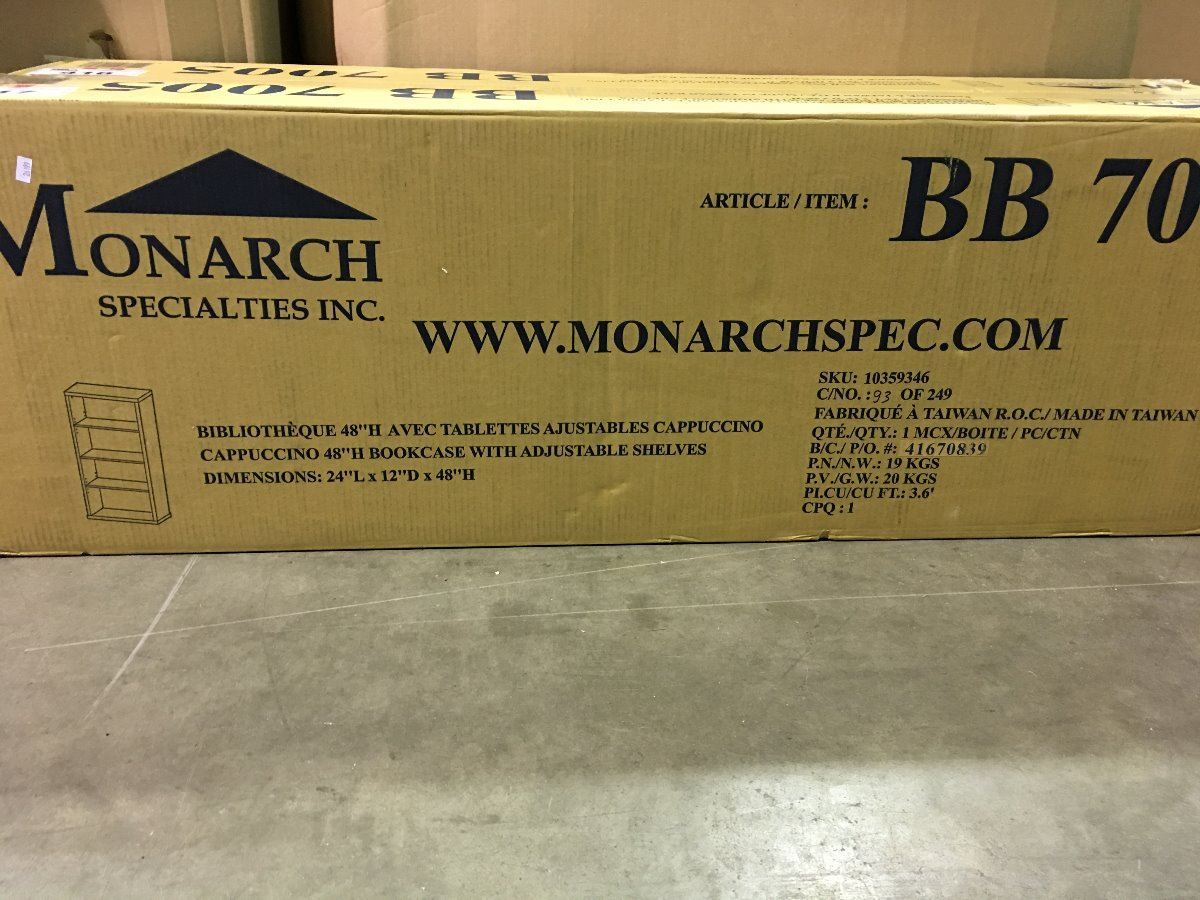 BB 7005
BB 7005
MONARCH
SPECIALTIES INC.
ARTICLE / ITEM : BB 70
WWW.MONARCHSPEC.COM
BIBLIOTHÈQUE 48"H AVEC TABLETTES AJUSTABLES CAPPUCCINO
CAPPUCCINO 48"H BOOKCASE WITH ADJUSTABLE SHELVES
DIMENSIONS: 24"L x 12"D x 48"H
SKU: 10359346
C/NO. : 93 OF 249
FABRIQUÉ À TAIWAN R.O.C./ MADE IN TAIWAN
QTÉ./QTY.: 1 MCX/BOITE / PC/CTN
B/C./ P/O. #: 41670839
P.N./N.W.: 19 KGS
P.V./G.W.: 20 KGS
PI.CU/CU FT.: 3.6'
CPQ : 1